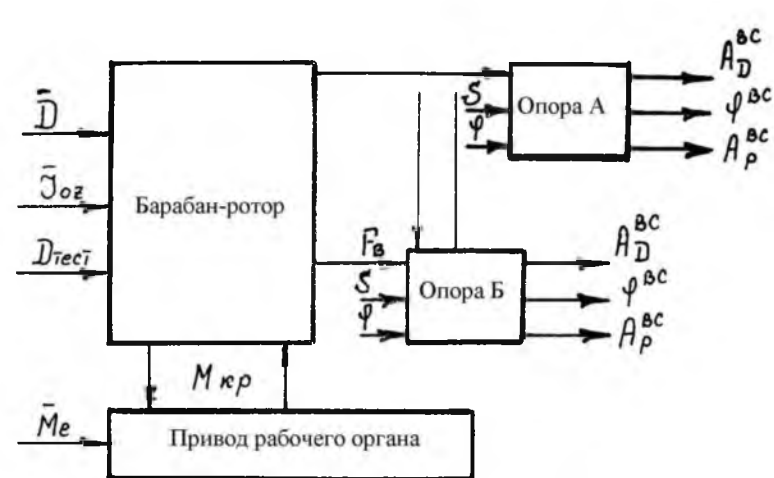 D̄
J̄oz
Dтест
Барабан-ротор
Опора А
S
φ
A_D^BC
φ^BC
A_p^BC
F_B
Опора Б
S
φ
A_D^BC
φ^BC
A_p^BC
M кр
M̄e
Привод рабочего органа